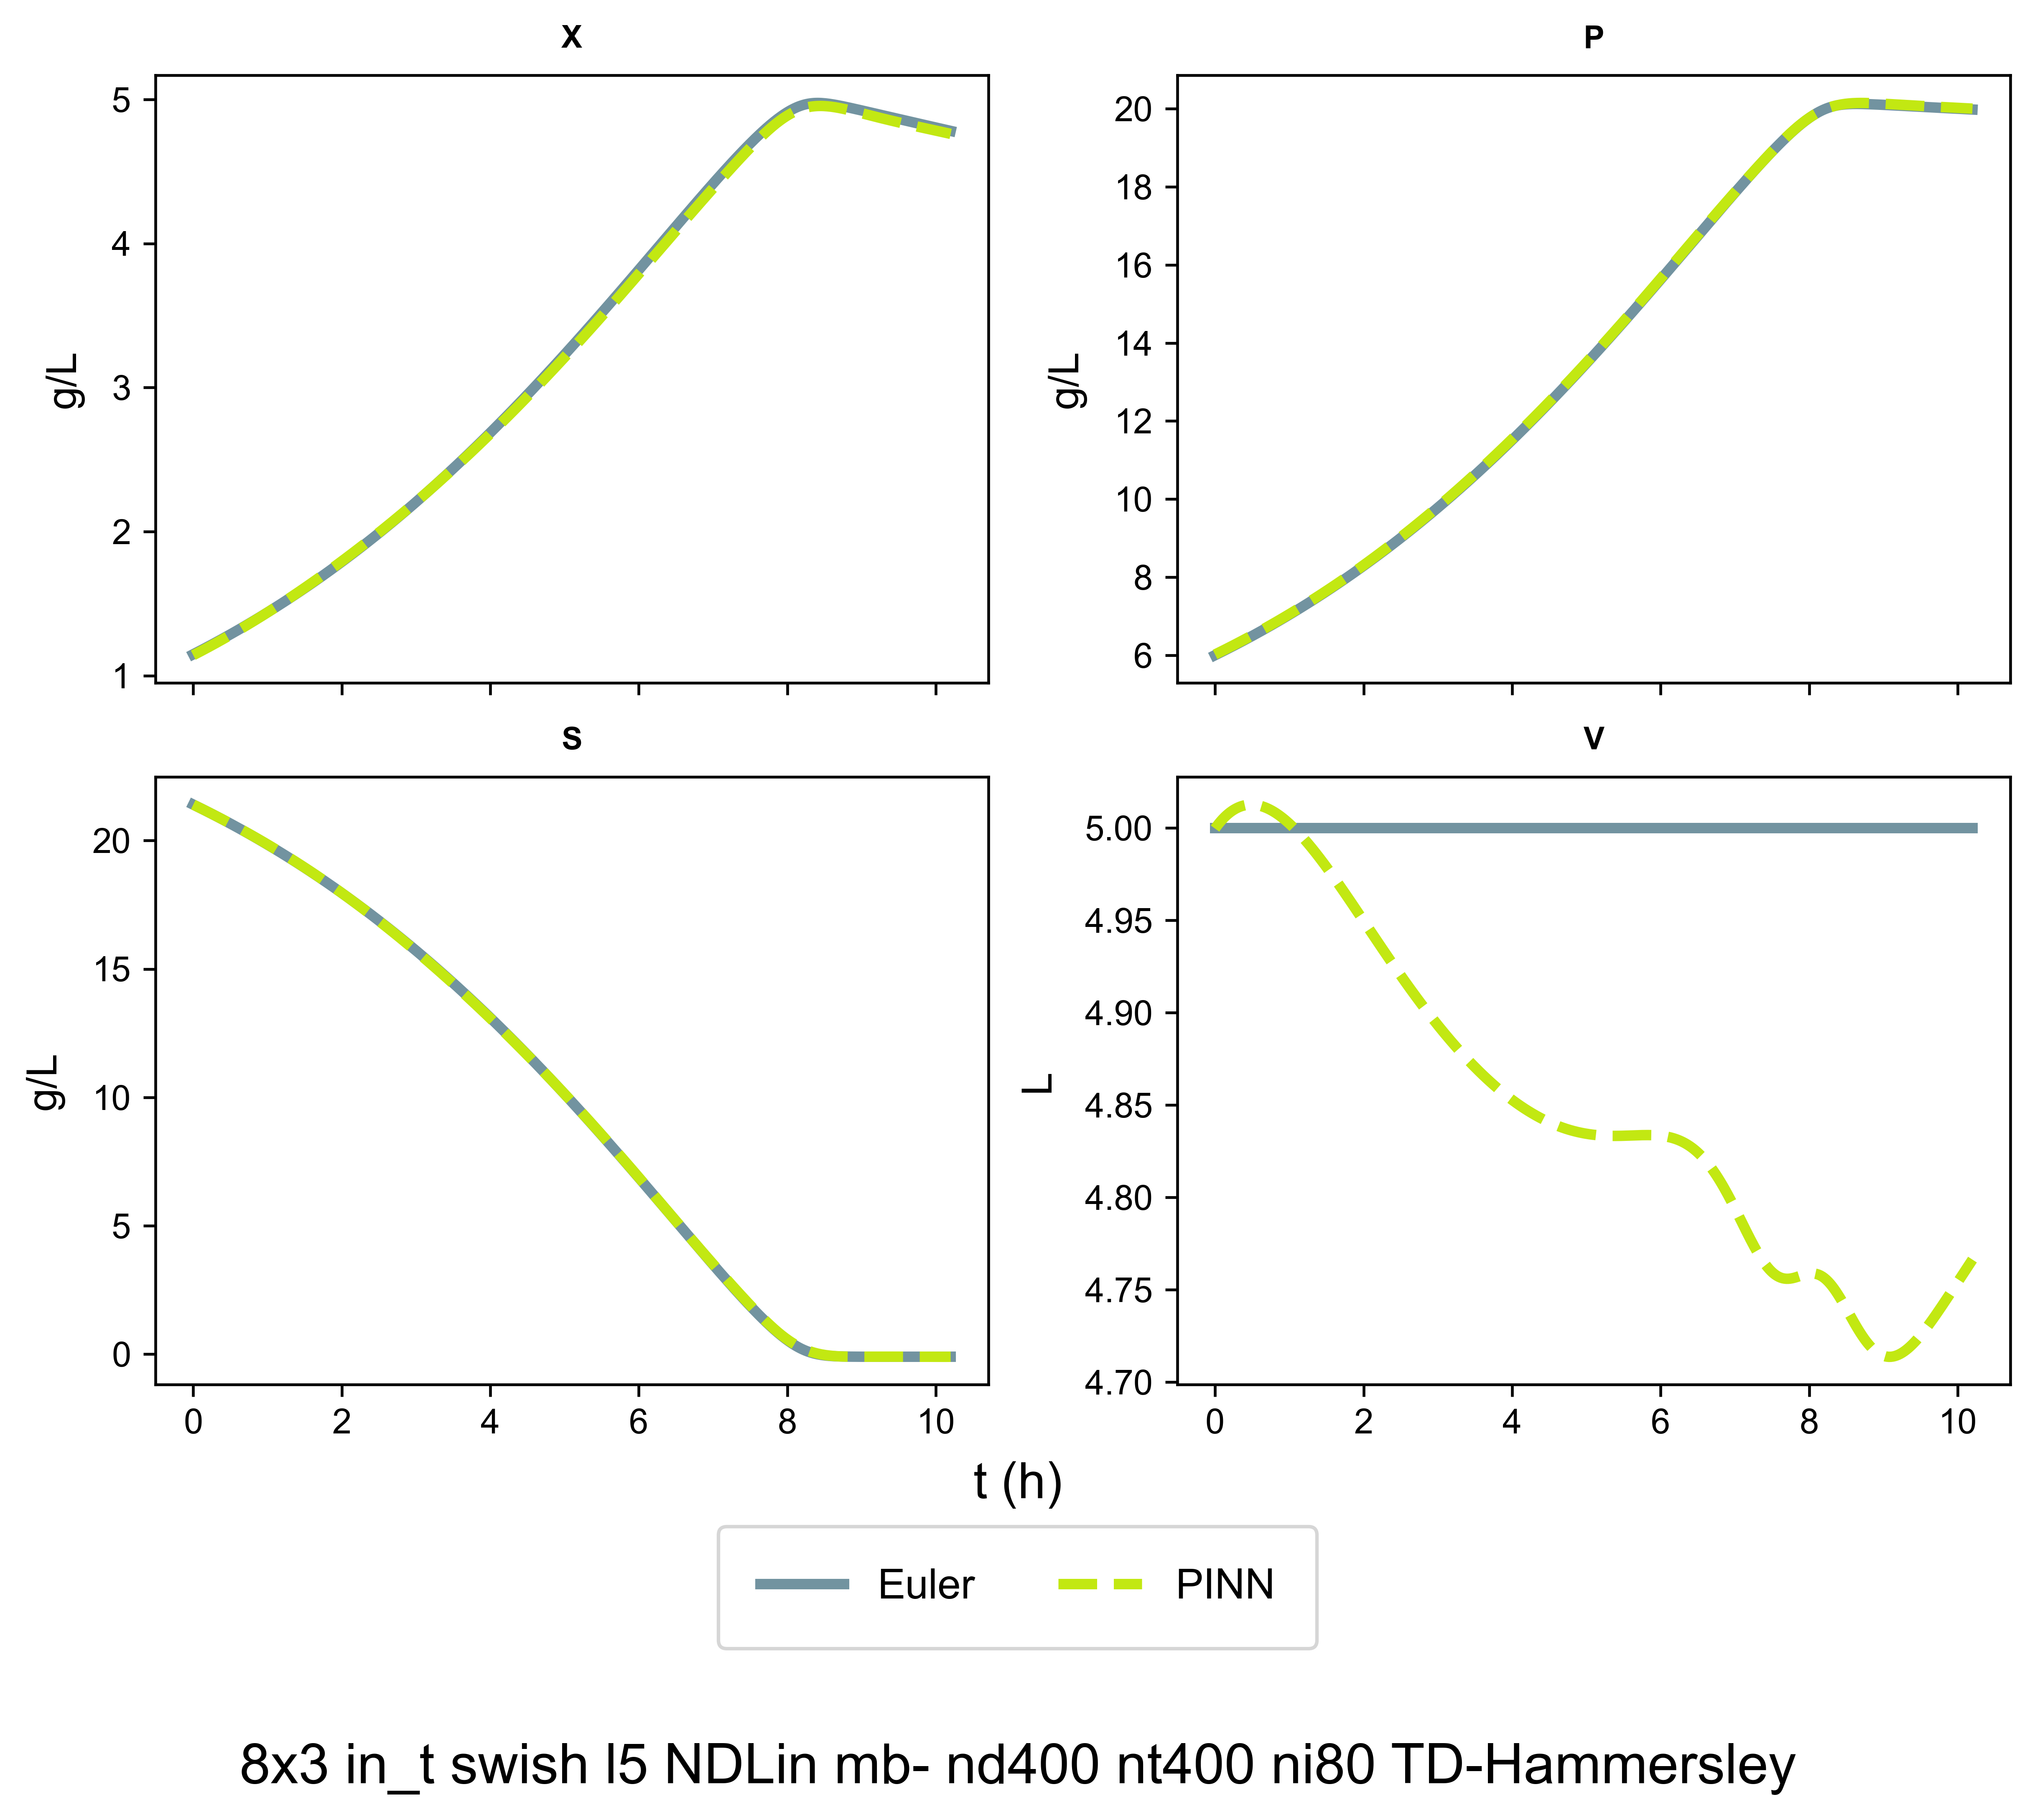 X
P
g/L
5
4
3
2
1
g/L
20
18
16
14
12
10
8
6
S
V
g/L
20
15
10
5
0
0 2 4 6 8 10
L
5.00
4.95
4.90
4.85
4.80
4.75
4.70
0 2 4 6 8 10
t (h)
Euler PINN
8x3 in_t swish l5 NDLin mb- nd400 nt400 ni80 TD-Hammersley